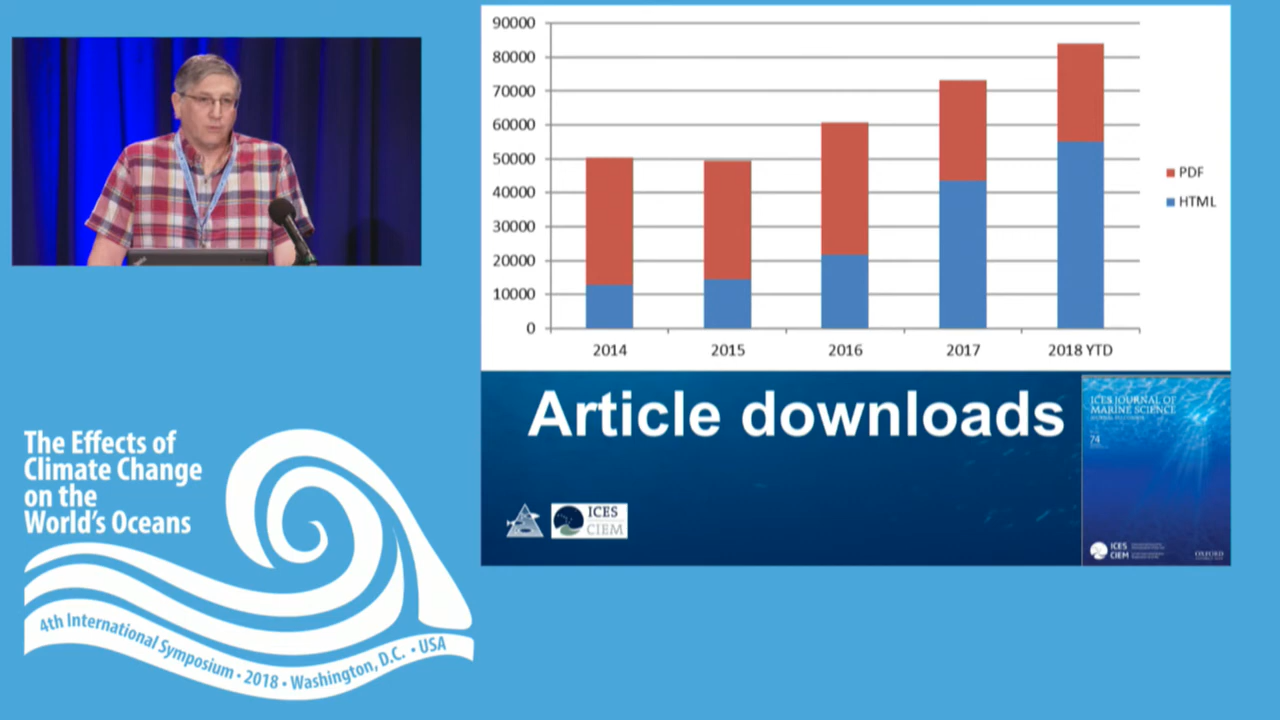 90000
80000
70000
60000
50000
40000
30000
20000
10000
0
2014 2015 2016 2017 2018 YTD
PDF
HTML
Article downloads
ICES JOURNAL OF
MARINE SCIENCE
74
ICES
CIEM
OXFORD
ICES
CIEM
The Effects of
Climate Change
on the
World's Oceans
4th International Symposium • 2018 • Washington, D.C. • USA